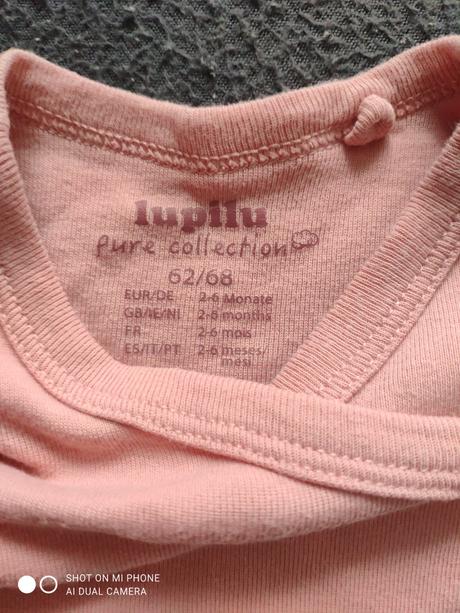 lupilu
pure collection
62/68
EUR/DE 2-6 Monate
GB/IE/NI 2-6 months
FR 2-6 mois
ES/IT/PT 2-6 meses/
mesi
SHOT ON MI PHONE
AI DUAL CAMERA